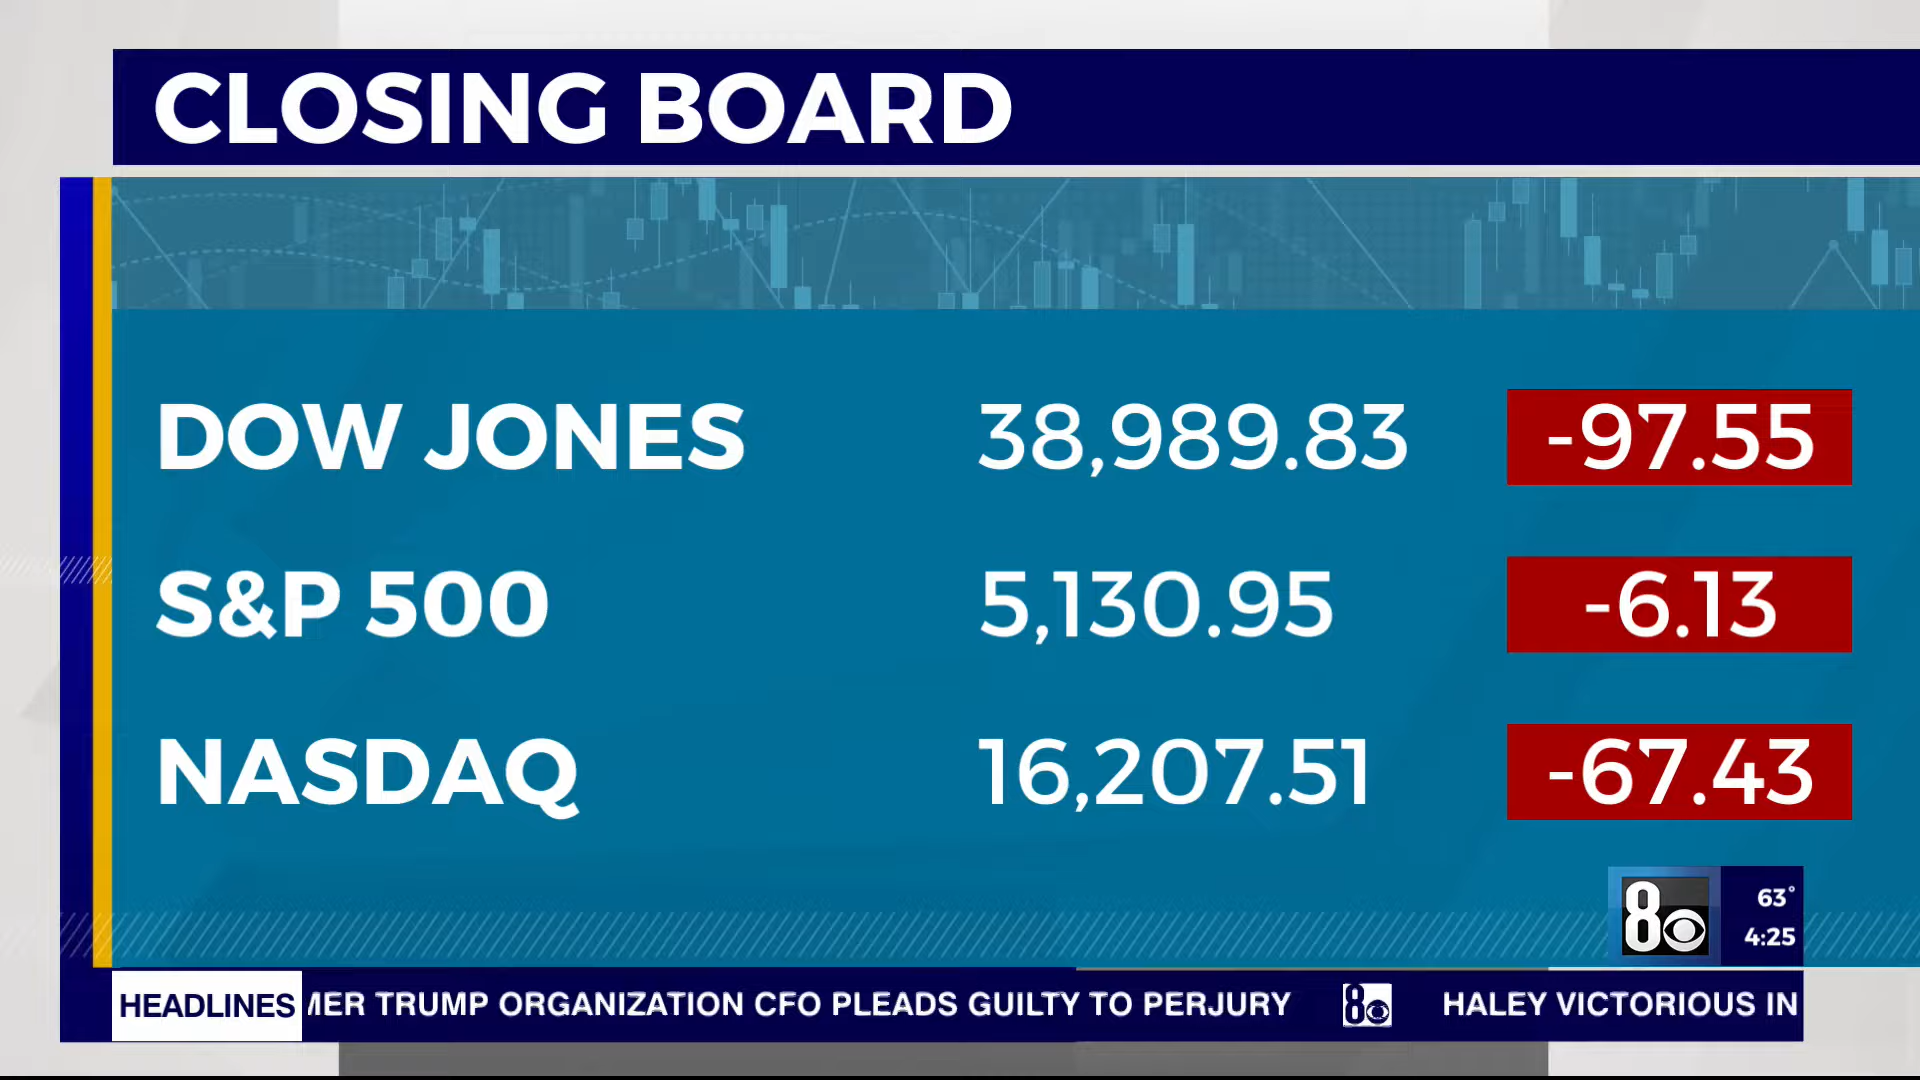 CLOSING BOARD
DOW JONES 38,989.83 -97.55
S&P 500 5,130.95 -6.13
NASDAQ 16,207.51 -67.43
8 63°
4:25
HEADLINES MER TRUMP ORGANIZATION CFO PLEADS GUILTY TO PERJURY 8 HALEY VICTORIOUS IN